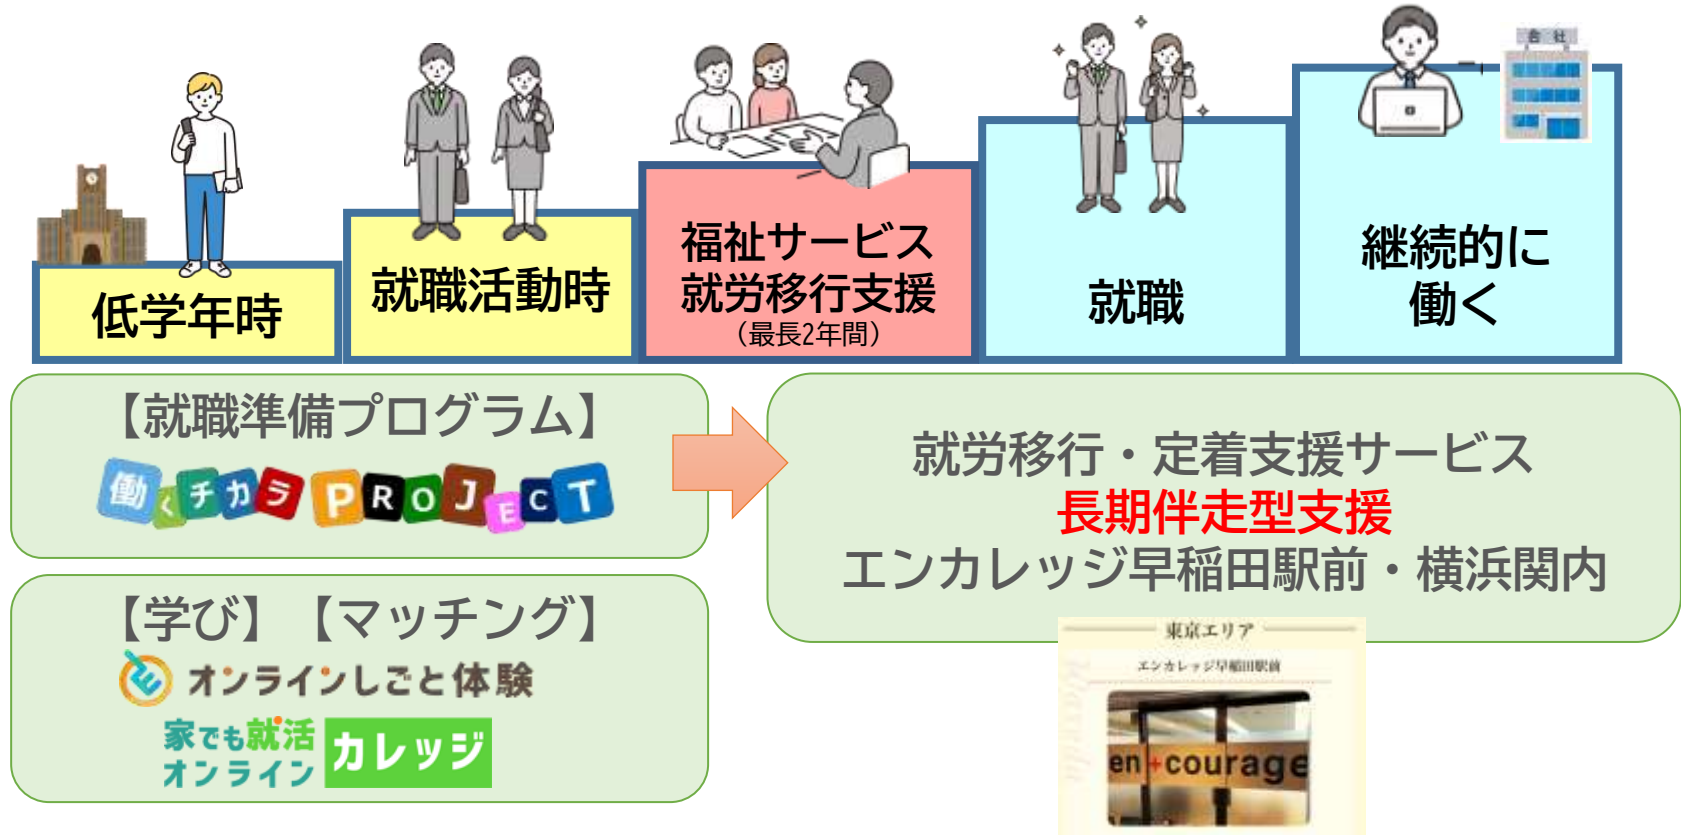 会社
低学年時
就職活動時
福祉サービス
就労移行支援
（最長2年間）
就職
継続的に
働く
【就職準備プログラム】
働くチカラPROJECT
【学び】【マッチング】
オンラインしごと体験
家でも就活
オンライン
カレッジ
就労移行・定着支援サービス
長期伴走型支援
エンカレッジ早稲田駅前・横浜関内
東京エリア
エンカレッジ早稲田駅前
en+courage